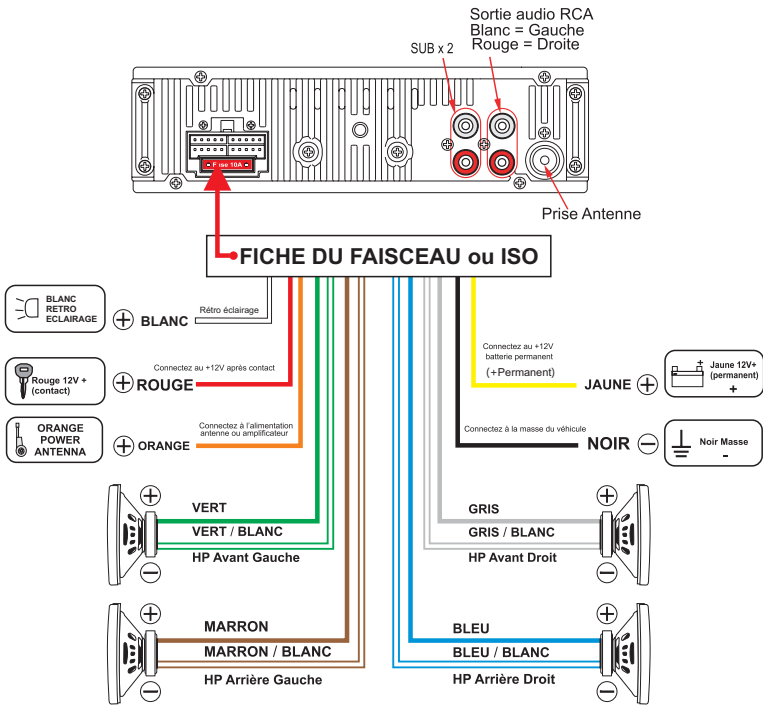 Sortie audio RCA
Blanc = Gauche
Rouge = Droite
SUB x 2
Fuse 10A
Prise Antenne
FICHE DU FAISCEAU ou ISO
BLANC
RETRO
ECLAIRAGE
+ BLANC
Rétro éclairage
Rouge 12V +
(contact)
+ ROUGE
Connectez au +12V après contact
ORANGE
POWER
ANTENNA
+ ORANGE
Connectez à l'alimentation
antenne ou amplificateur
Connectez au +12V
batterie permanent
(+Permanent)
JAUNE +
Jaune 12V+
(permanent)
+
- +
Connectez à la masse du véhicule
NOIR -
Noir Masse
-
+
VERT
VERT / BLANC
HP Avant Gauche
-
GRIS
GRIS / BLANC
HP Avant Droit
+
-
+
MARRON
MARRON / BLANC
HP Arrière Gauche
-
BLEU
BLEU / BLANC
HP Arrière Droit
+
-